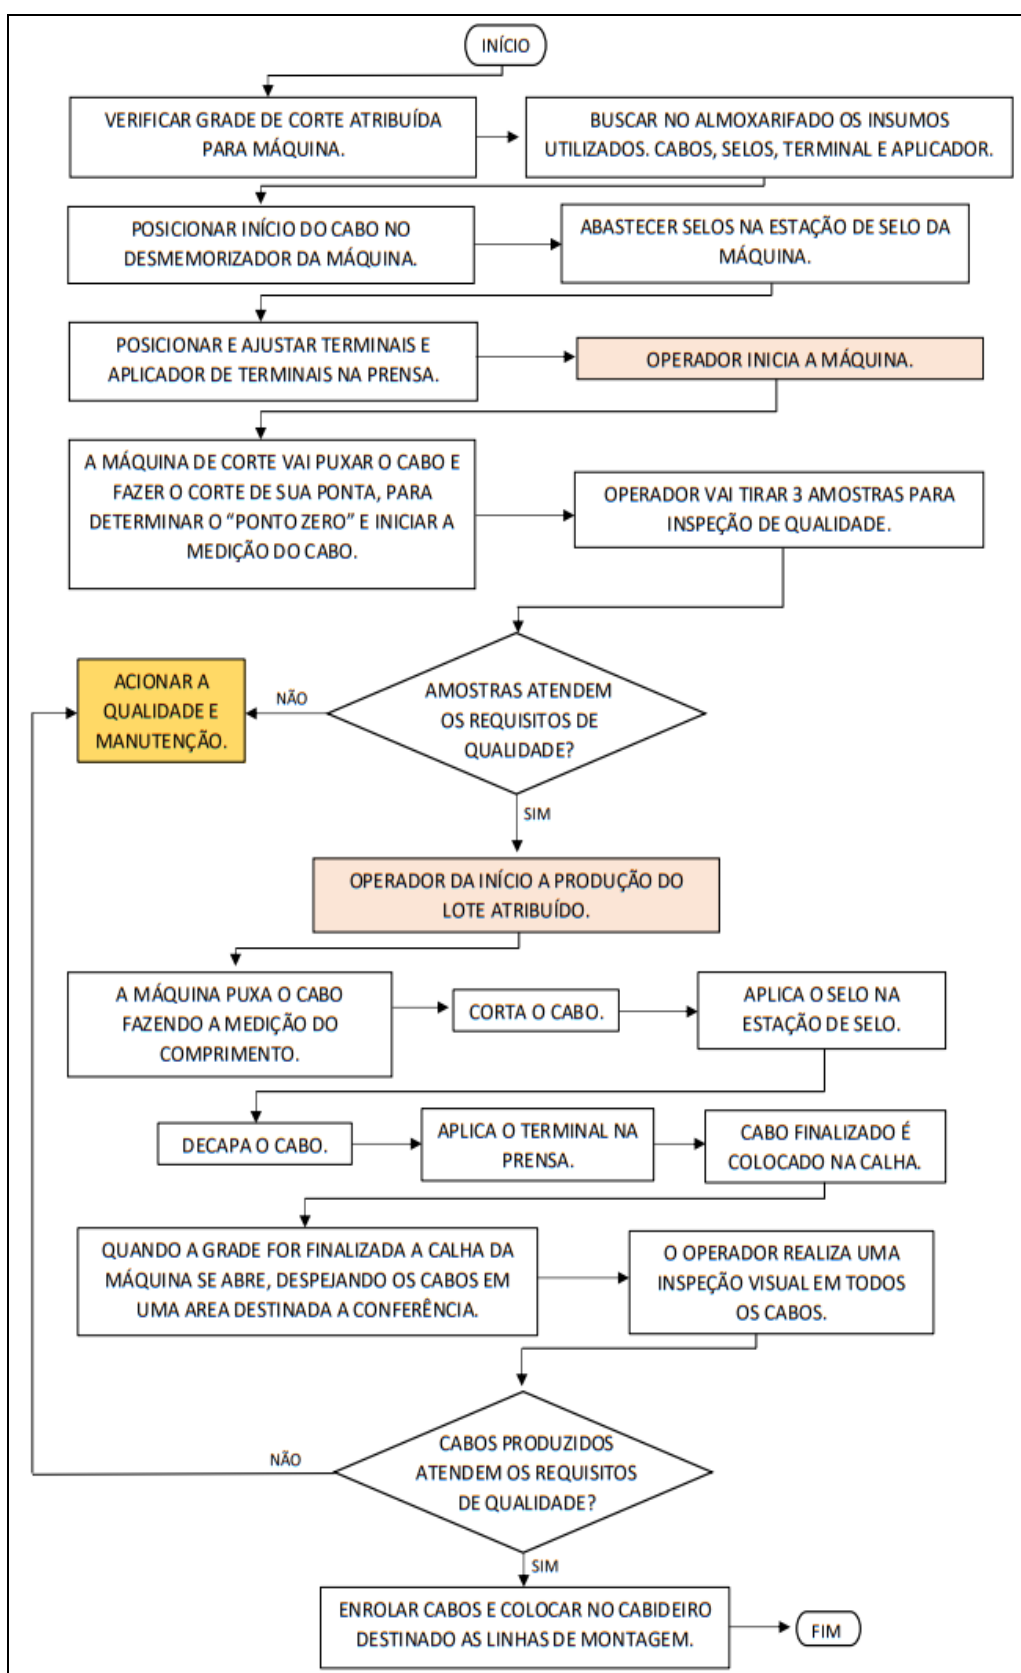 INÍCIO
VERIFICAR GRADE DE CORTE ATRIBUÍDA
PARA MÁQUINA.
BUSCAR NO ALMOXARIFADO OS INSUMOS
UTILIZADOS. CABOS, SELOS, TERMINAL E APLICADOR.
POSICIONAR INÍCIO DO CABO NO
DESMEMORIZADOR DA MÁQUINA.
ABASTECER SELOS NA ESTAÇÃO DE SELO DA
MÁQUINA.
POSICIONAR E AJUSTAR TERMINAIS E
APLICADOR DE TERMINAIS NA PRENSA.
OPERADOR INICIA A MÁQUINA.
A MÁQUINA DE CORTE VAI PUXAR O CABO E
FAZER O CORTE DE SUA PONTA, PARA
DETERMINAR O “PONTO ZERO” E INICIAR A
MEDIÇÃO DO CABO.
OPERADOR VAI TIRAR 3 AMOSTRAS PARA
INSPEÇÃO DE QUALIDADE.
AMOSTRAS ATENDEM
OS REQUISITOS DE
QUALIDADE?
NÃO
ACIONAR A
QUALIDADE E
MANUTENÇÃO.
SIM
OPERADOR DA INÍCIO A PRODUÇÃO DO
LOTE ATRIBUÍDO.
A MÁQUINA PUXA O CABO
FAZENDO A MEDIÇÃO DO
COMPRIMENTO.
CORTA O CABO.
APLICA O SELO NA
ESTAÇÃO DE SELO.
DECAPA O CABO.
APLICA O TERMINAL NA
PRENSA.
CABO FINALIZADO É
COLOCADO NA CALHA.
QUANDO A GRADE FOR FINALIZADA A CALHA DA
MÁQUINA SE ABRE, DESPEJANDO OS CABOS EM
UMA AREA DESTINADA A CONFERÊNCIA.
O OPERADOR REALIZA UMA
INSPEÇÃO VISUAL EM TODOS
OS CABOS.
CABOS PRODUZIDOS
ATENDEM OS REQUISITOS
DE QUALIDADE?
NÃO
SIM
ENROLAR CABOS E COLOCAR NO CABIDEIRO
DESTINADO AS LINHAS DE MONTAGEM.
FIM